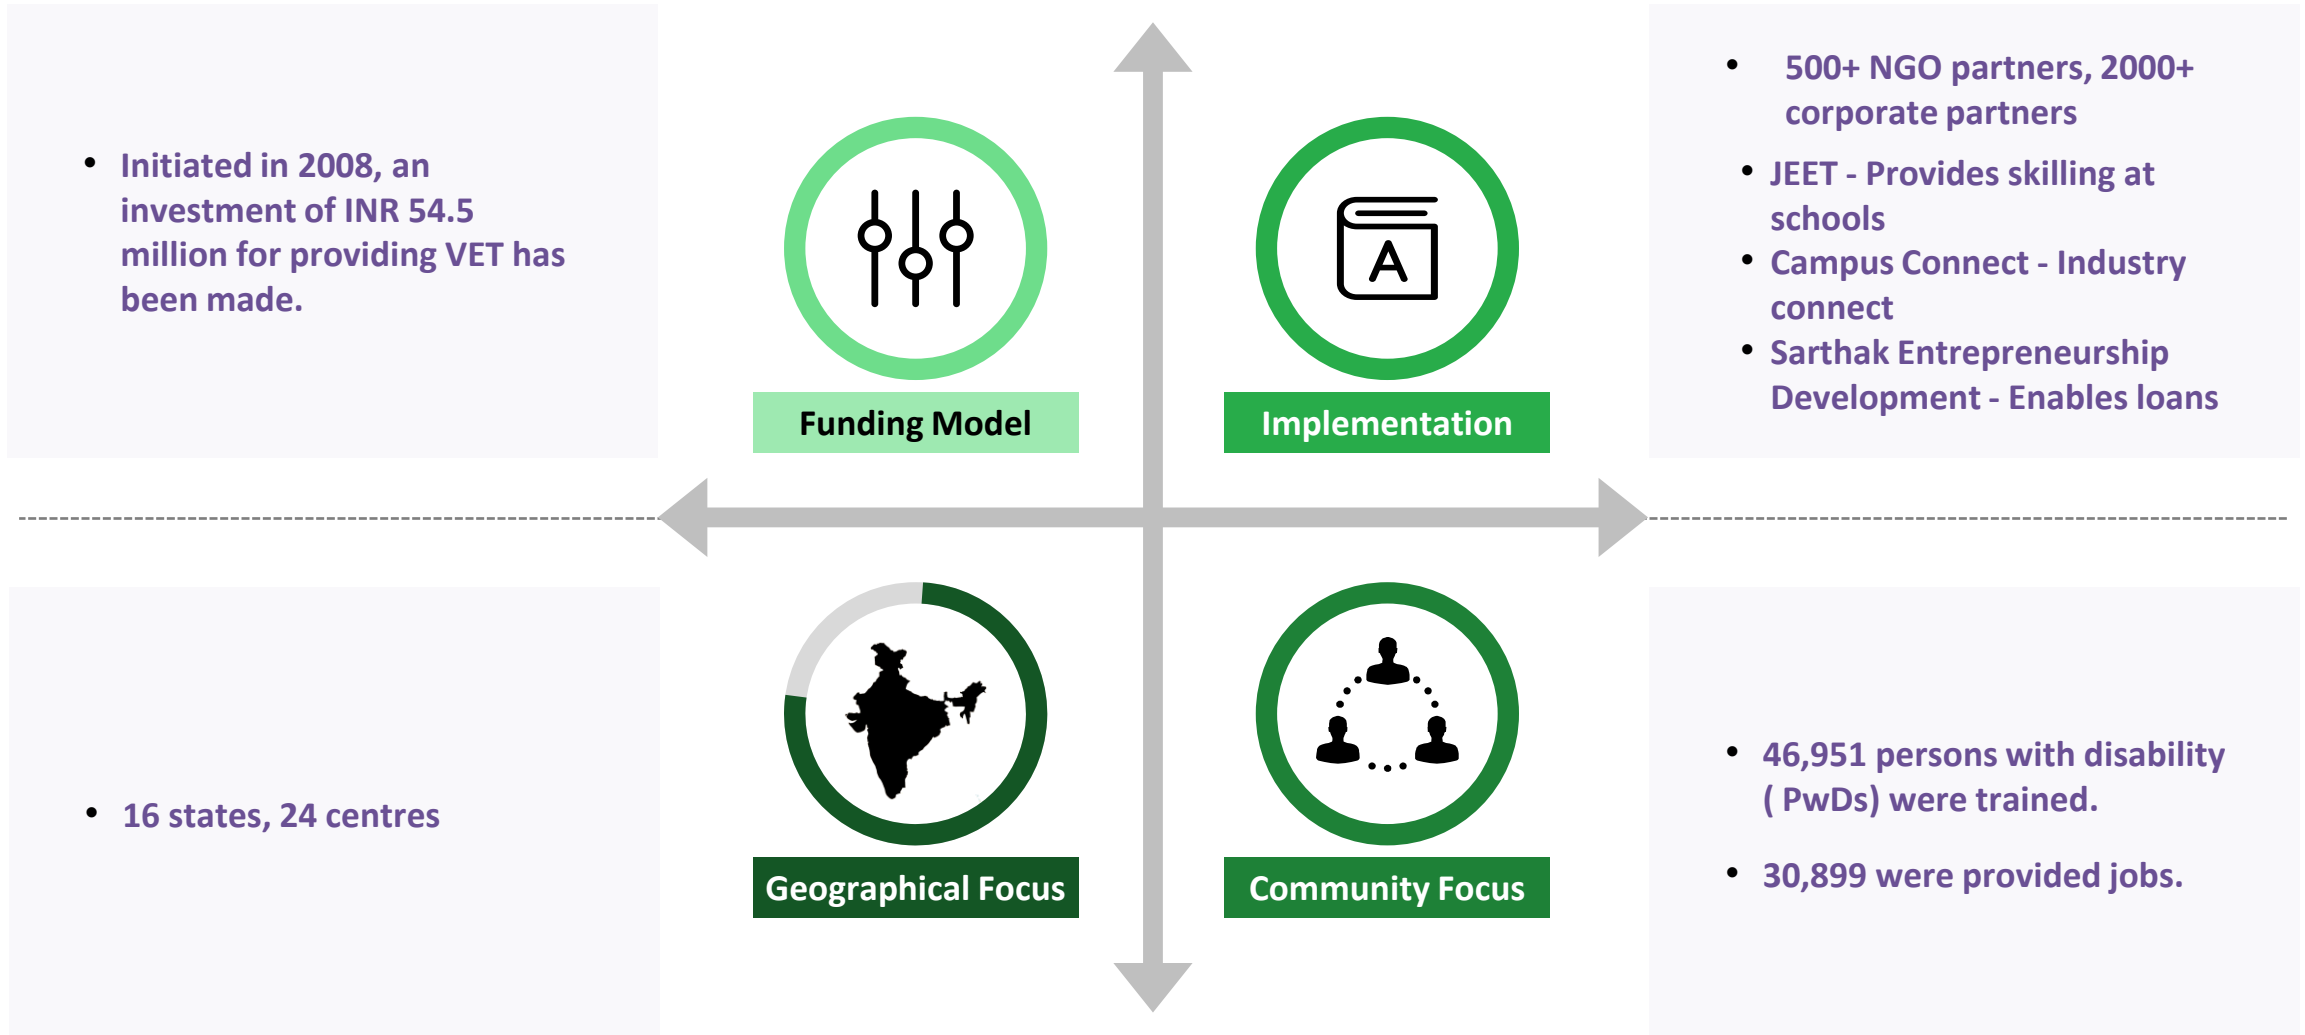 • Initiated in 2008, an
investment of INR 54.5
million for providing VET has
been made.
Funding Model
A
Implementation
• 500+ NGO partners, 2000+
corporate partners
• JEET - Provides skilling at
schools
• Campus Connect - Industry
connect
• Sarthak Entrepreneurship
Development - Enables loans
• 16 states, 24 centres
Geographical Focus
Community Focus
• 46,951 persons with disability
( PwDs) were trained.
• 30,899 were provided jobs.